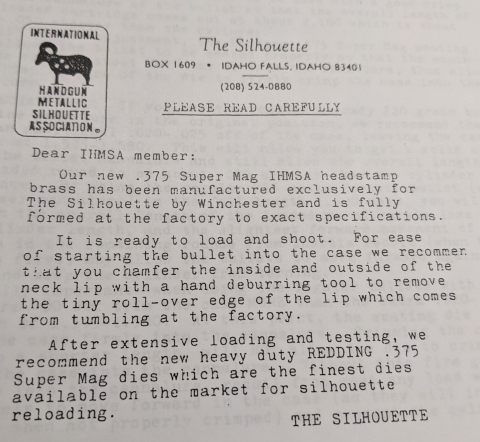 INTERNATIONAL
HANDGUN
METALLIC
SILHOUETTE
ASSOCIATION®
The Silhouette
BOX 1609 • IDAHO FALLS, IDAHO 83401
(208) 524-0880
PLEASE READ CAREFULLY
Dear IHMSA member:
Our new .375 Super Mag IHMSA headstamp
brass has been manufactured exclusively for
The Silhouette by Winchester and is fully
formed at the factory to exact specifications.
It is ready to load and shoot. For ease
of starting the bullet into the case we recommen
that you chamfer the inside and outside of the
neck lip with a hand deburring tool to remove
the tiny roll-over edge of the lip which comes
from tumbling at the factory.
After extensive loading and testing, we
recommend the new heavy duty REDDING .375
Super Mag dies which are the finest dies
available on the market for silhouette
reloading.
THE SILHOUETTE